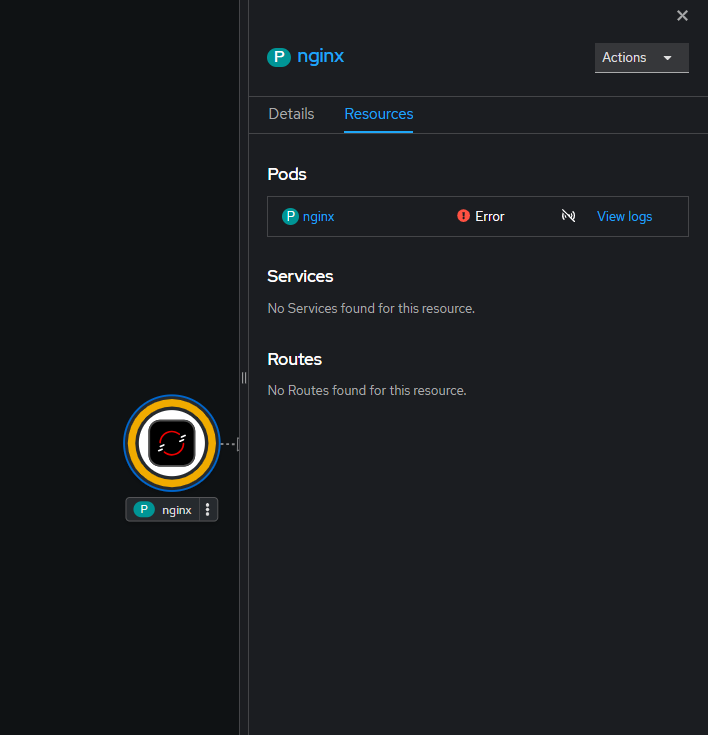 P nginx
Actions
Details Resources
Pods
P nginx Error View logs
Services
No Services found for this resource.
Routes
No Routes found for this resource.
P nginx